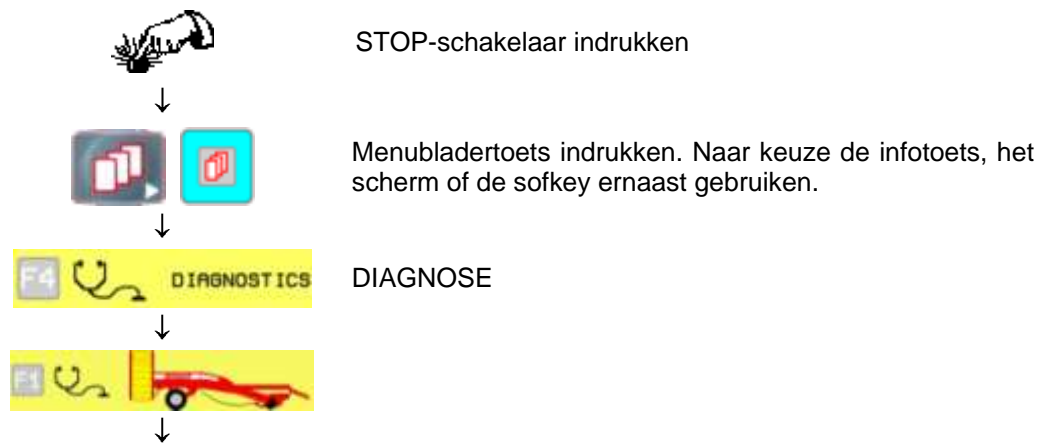 STOP-schakelaar indrukken
Menubladertoets indrukken. Naar keuze de infotoets, het
scherm of de sofkey ernaast gebruiken.
F4 DIAGNOSTICS DIAGNOSE
F1